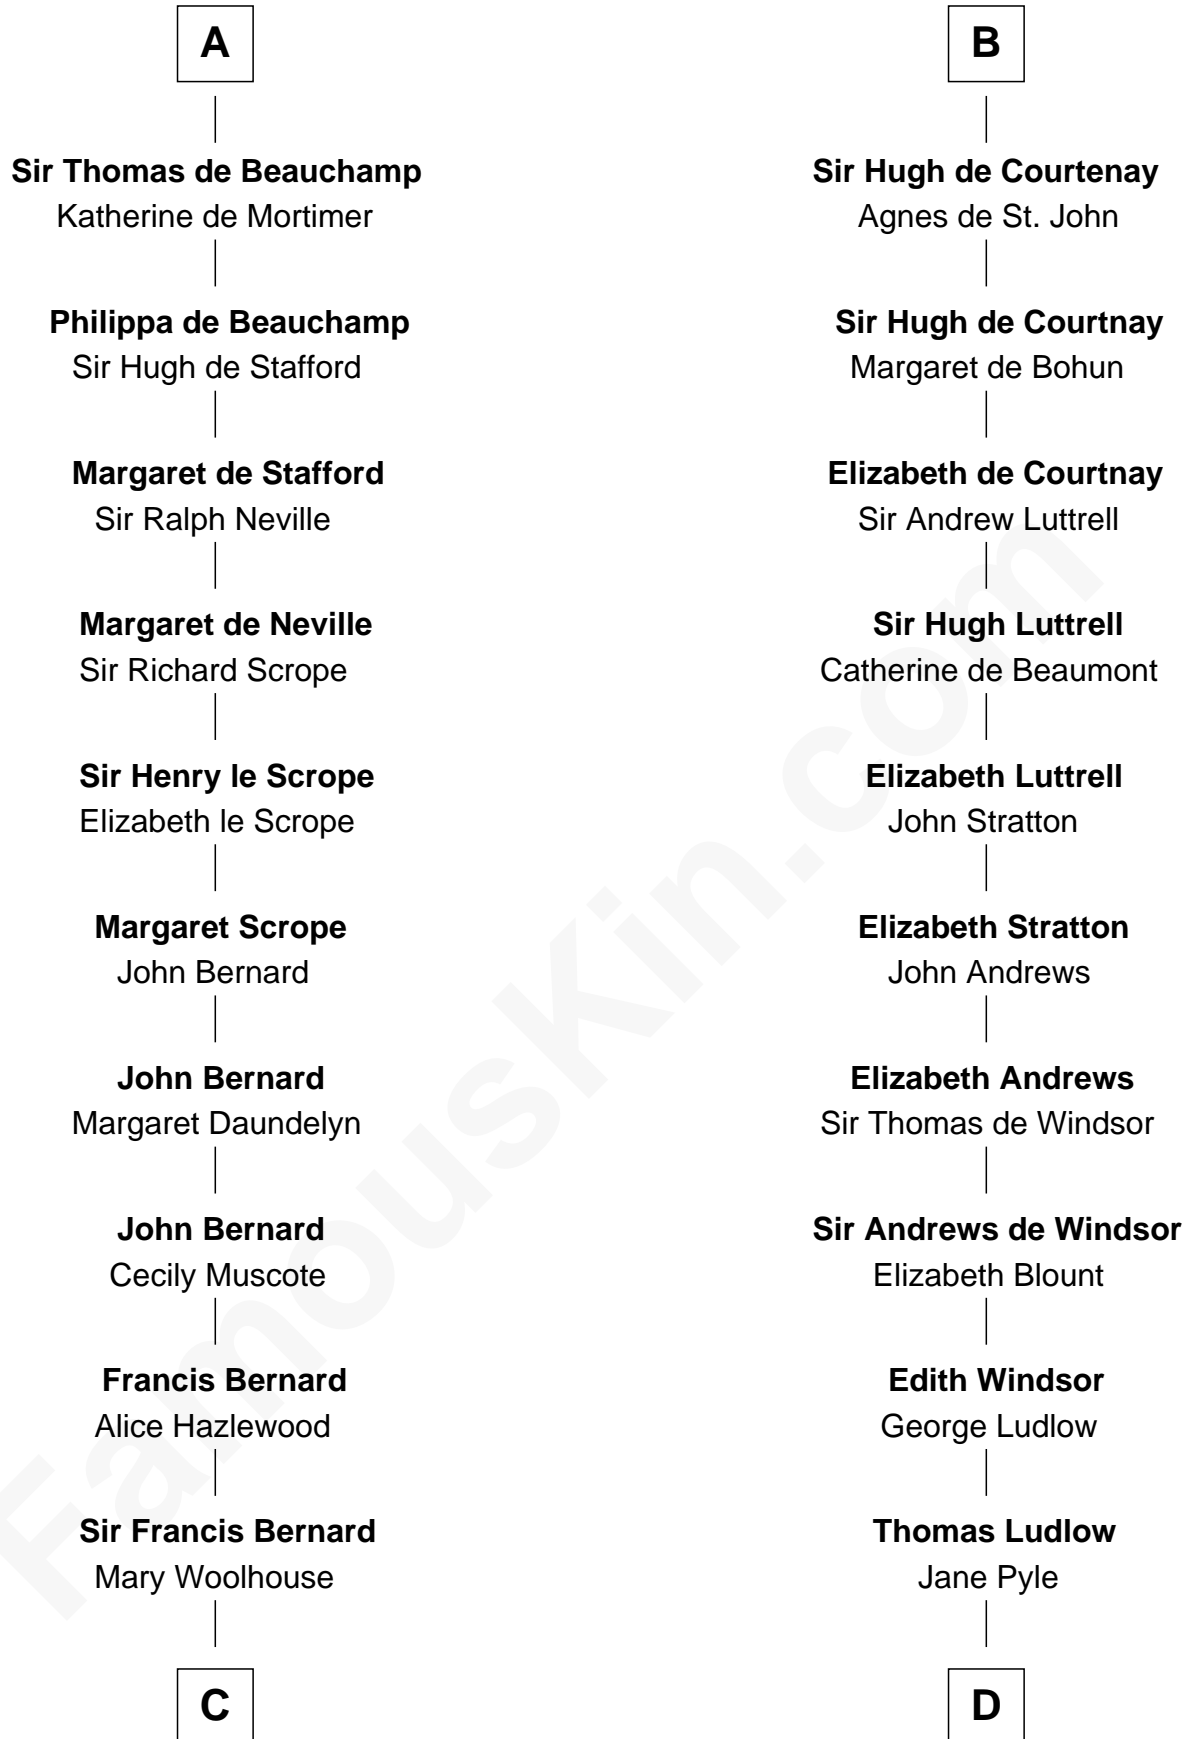 A
Sir Thomas de Beauchamp
Katherine de Mortimer
Philippa de Beauchamp
Sir Hugh de Stafford
Margaret de Stafford
Sir Ralph Neville
Margaret de Neville
Sir Richard Scrope
Sir Henry le Scrope
Elizabeth le Scrope
Margaret Scrope
John Bernard
John Bernard
Margaret Daundelyn
John Bernard
Cecily Muscote
Francis Bernard
Alice Hazlewood
Sir Francis Bernard
Mary Woolhouse
C
B
Sir Hugh de Courtenay
Agnes de St. John
Sir Hugh de Courtnay
Margaret de Bohun
Elizabeth de Courtnay
Sir Andrew Luttrell
Sir Hugh Luttrell
Catherine de Beaumont
Elizabeth Luttrell
John Stratton
Elizabeth Stratton
John Andrews
Elizabeth Andrews
Sir Thomas de Windsor
Sir Andrews de Windsor
Elizabeth Blount
Edith Windsor
George Ludlow
Thomas Ludlow
Jane Pyle
D
FamousKin.com